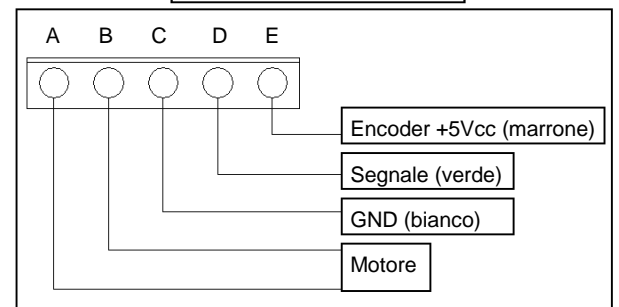 A B C D E
Encoder +5Vcc (marrone)
Segnale (verde)
GND (bianco)
Motore